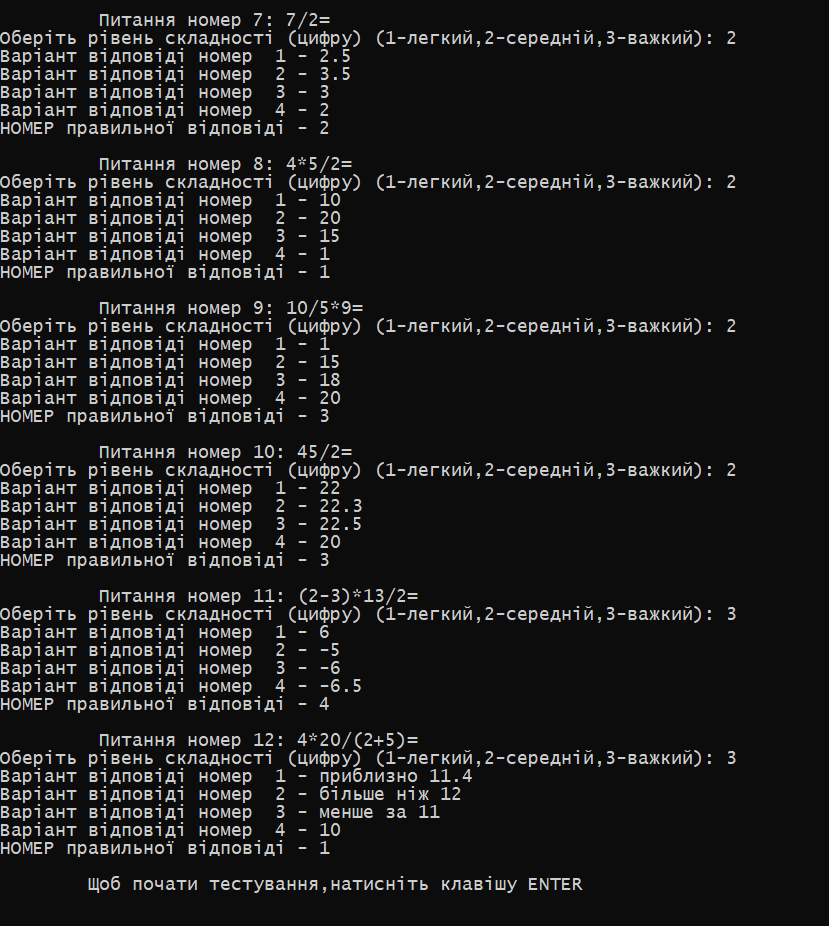 Питання номер 7: 7/2=
Оберіть рівень складності (цифру) (1-легкий,2-середній,3-важкий): 2
Варіант відповіді номер  1 - 2.5
Варіант відповіді номер  2 - 3.5
Варіант відповіді номер  3 - 3
Варіант відповіді номер  4 - 2
НОМЕР правильної відповіді - 2
Питання номер 8: 4*5/2=
Оберіть рівень складності (цифру) (1-легкий,2-середній,3-важкий): 2
Варіант відповіді номер  1 - 10
Варіант відповіді номер  2 - 20
Варіант відповіді номер  3 - 15
Варіант відповіді номер  4 - 1
НОМЕР правильної відповіді - 1
Питання номер 9: 10/5*9=
Оберіть рівень складності (цифру) (1-легкий,2-середній,3-важкий): 2
Варіант відповіді номер  1 - 1
Варіант відповіді номер  2 - 15
Варіант відповіді номер  3 - 18
Варіант відповіді номер  4 - 20
НОМЕР правильної відповіді - 3
Питання номер 10: 45/2=
Оберіть рівень складності (цифру) (1-легкий,2-середній,3-важкий): 2
Варіант відповіді номер  1 - 22
Варіант відповіді номер  2 - 22.3
Варіант відповіді номер  3 - 22.5
Варіант відповіді номер  4 - 20
НОМЕР правильної відповіді - 3
Питання номер 11: (2-3)*13/2=
Оберіть рівень складності (цифру) (1-легкий,2-середній,3-важкий): 3
Варіант відповіді номер  1 - 6
Варіант відповіді номер  2 - -5
Варіант відповіді номер  3 - -6
Варіант відповіді номер  4 - -6.5
НОМЕР правильної відповіді - 4
Питання номер 12: 4*20/(2+5)=
Оберіть рівень складності (цифру) (1-легкий,2-середній,3-важкий): 3
Варіант відповіді номер  1 - приблизно 11.4
Варіант відповіді номер  2 - більше ніж 12
Варіант відповіді номер  3 - менше за 11
Варіант відповіді номер  4 - 10
НОМЕР правильної відповіді - 1
Щоб почати тестування,натисніть клавішу ENTER